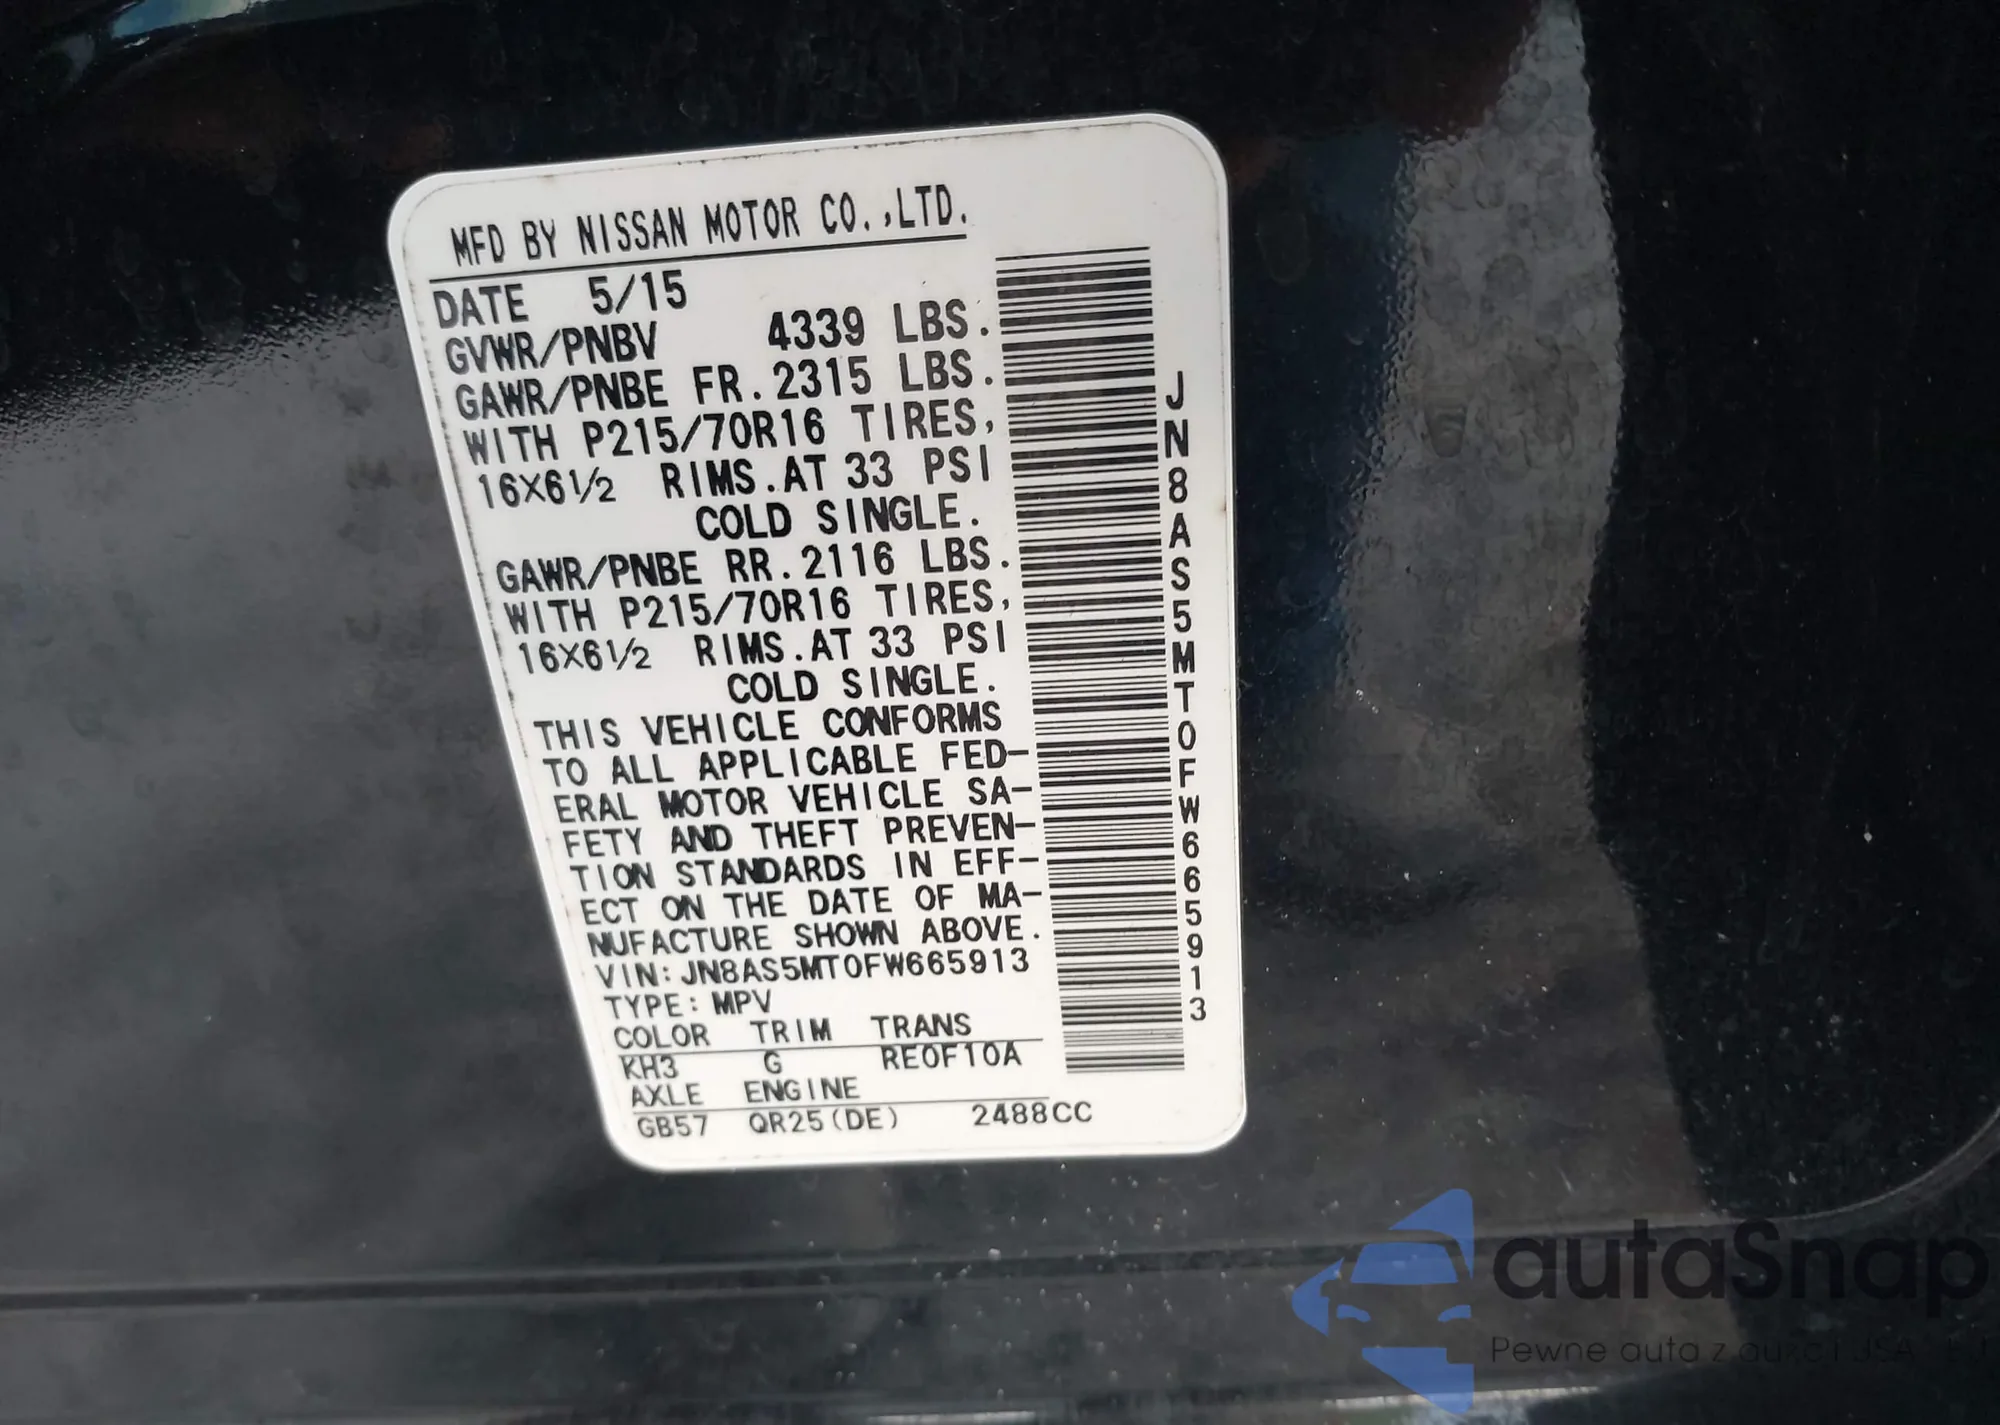 MFD BY NISSAN MOTOR CO.,LTD.
DATE 5/15
GVWR/PNBV 4339 LBS.
GAWR/PNBE FR.2315 LBS.
WITH P215/70R16 TIRES,
16X6½ RIMS.AT 33 PSI
COLD SINGLE.
GAWR/PNBE RR.2116 LBS.
WITH P215/70R16 TIRES,
16X6½ RIMS.AT 33 PSI
COLD SINGLE.
THIS VEHICLE CONFORMS
TO ALL APPLICABLE FED-
ERAL MOTOR VEHICLE SA-
FETY AND THEFT PREVEN-
TION STANDARDS IN EFF-
ECT ON THE DATE OF MA-
NUFACTURE SHOWN ABOVE.
VIN:JN8AS5MT0FW665913
TYPE:MPV
COLOR TRIM TRANS
KH3 G RE0F10A
AXLE ENGINE
GB57 QR25(DE) 2488CC
JN8AS5MT0FW665913
autaSnap
Pewne auta z aukcji USA